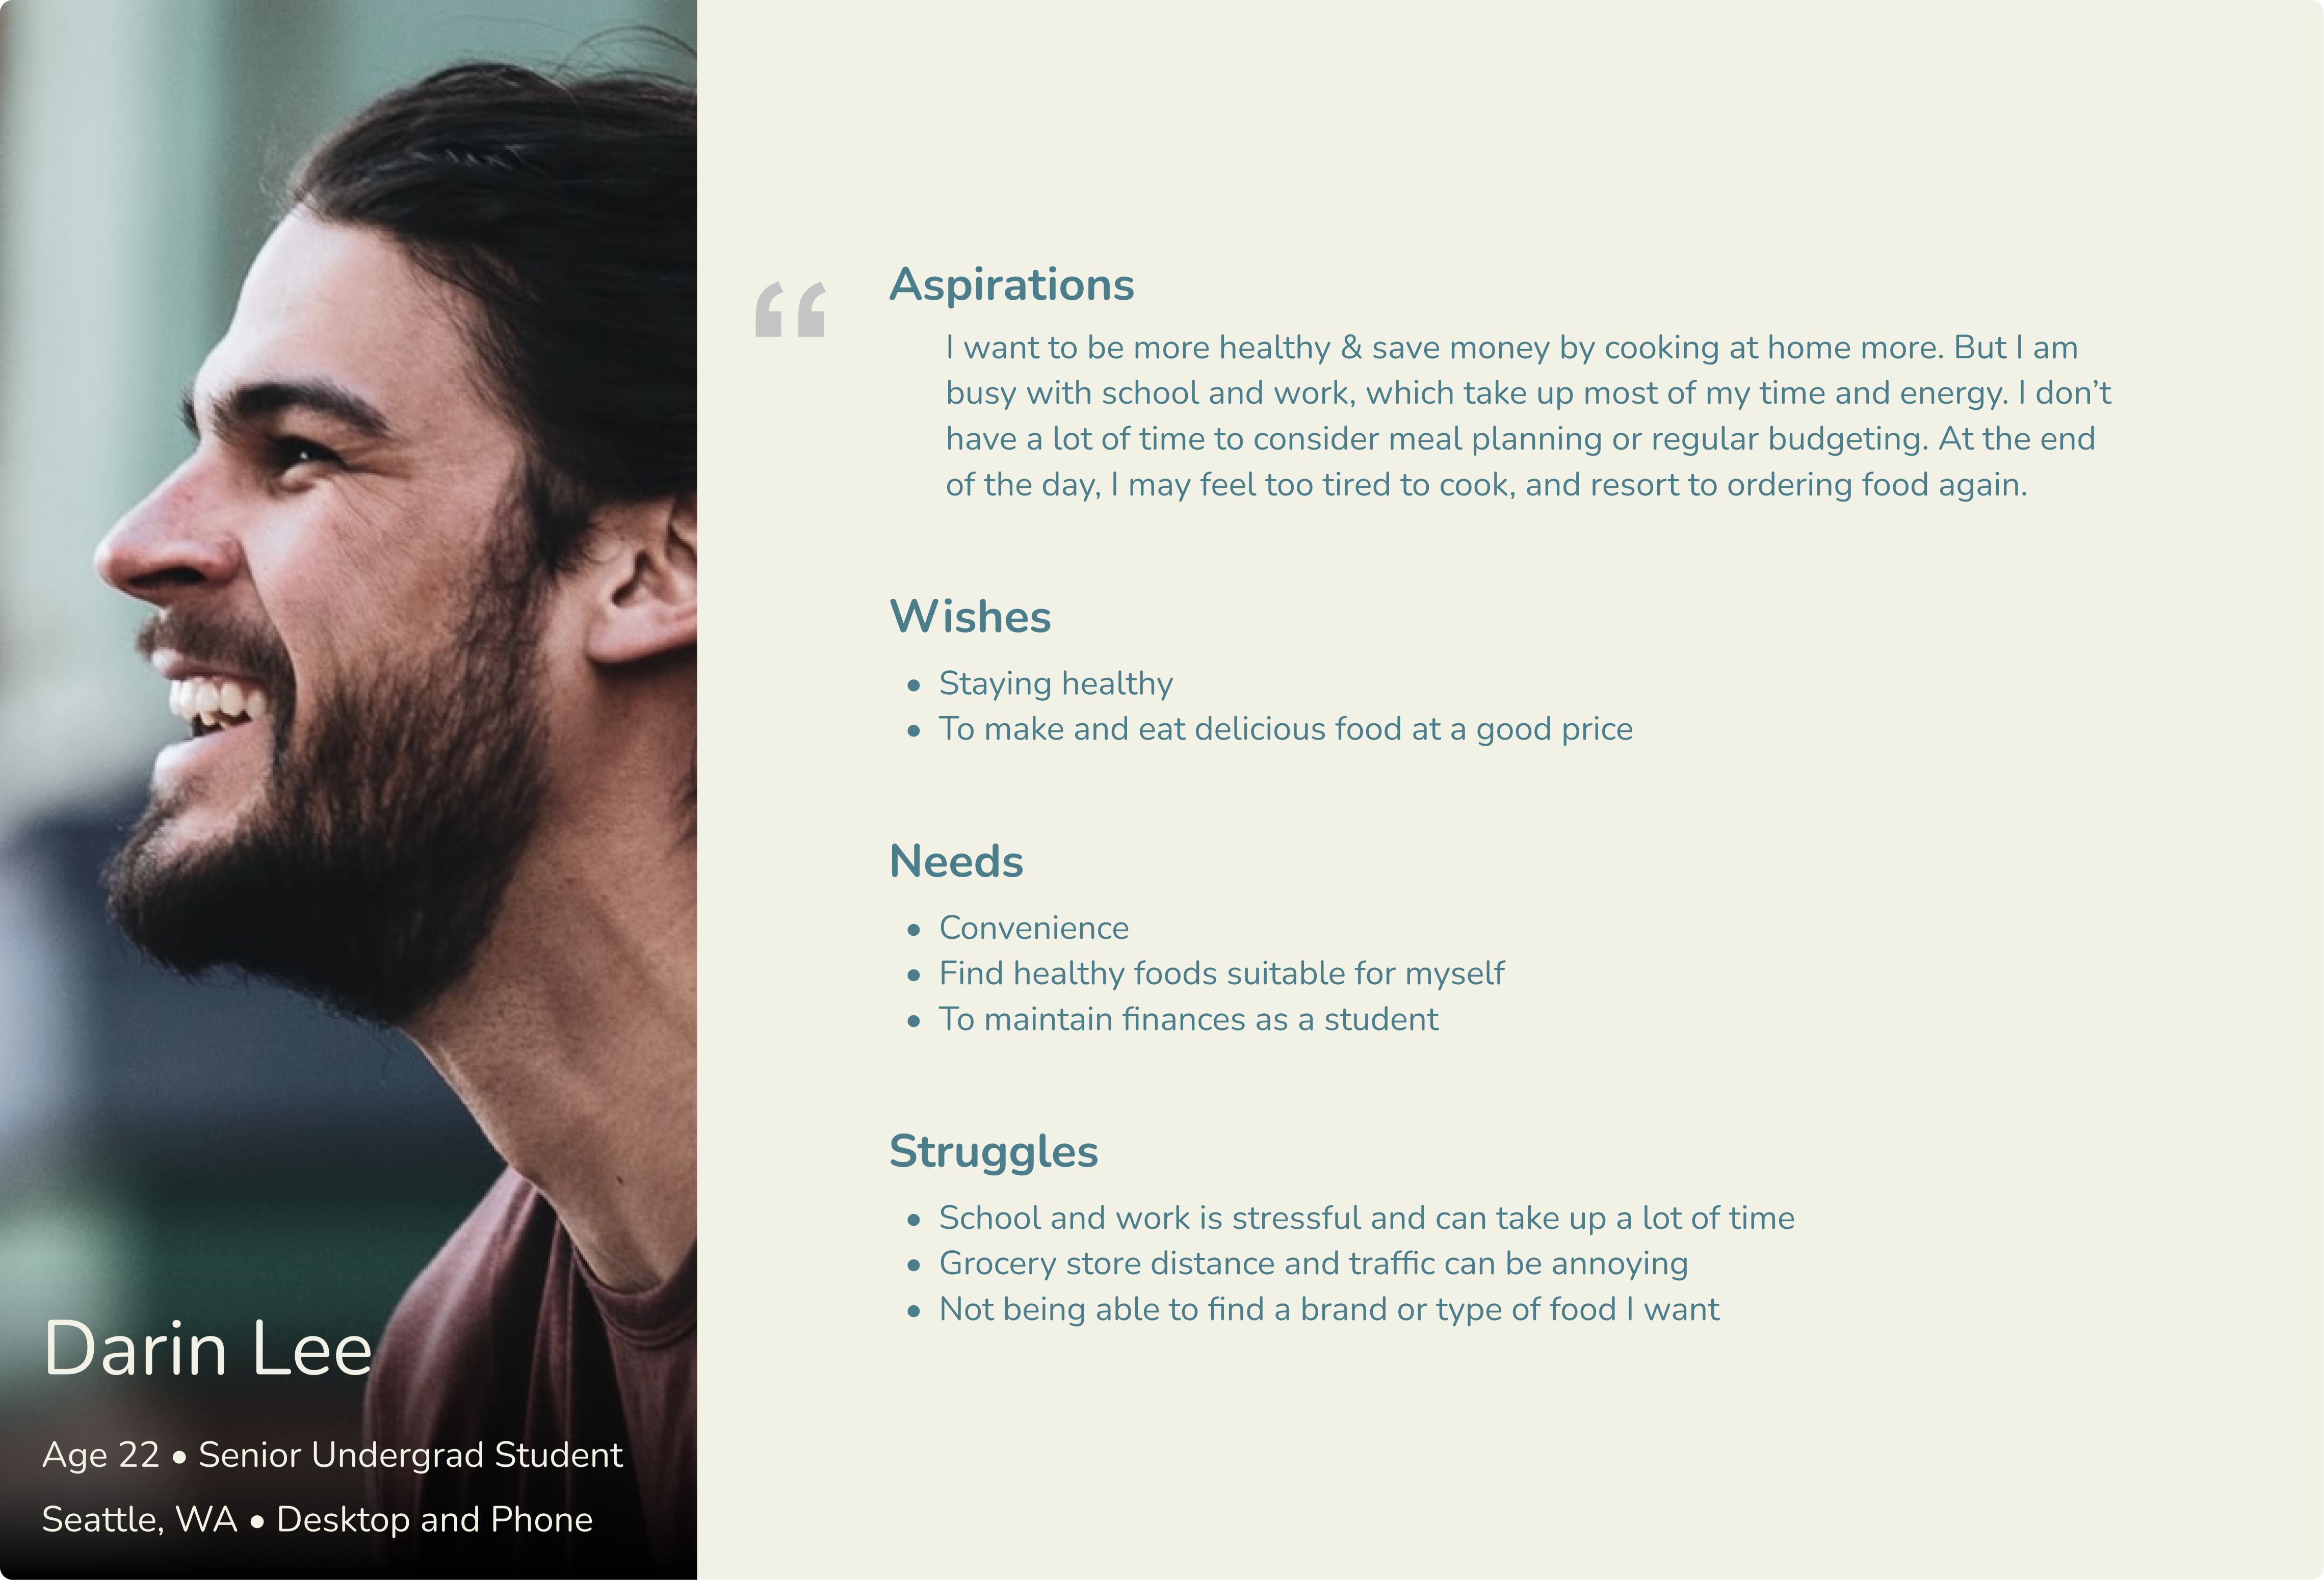 “
Aspirations
I want to be more healthy & save money by cooking at home more. But I am
busy with school and work, which take up most of my time and energy. I don’t
have a lot of time to consider meal planning or regular budgeting. At the end
of the day, I may feel too tired to cook, and resort to ordering food again.
Wishes
• Staying healthy
• To make and eat delicious food at a good price
Needs
• Convenience
• Find healthy foods suitable for myself
• To maintain finances as a student
Struggles
• School and work is stressful and can take up a lot of time
• Grocery store distance and traffic can be annoying
• Not being able to find a brand or type of food I want
Darin Lee
Age 22 • Senior Undergrad Student
Seattle, WA • Desktop and Phone